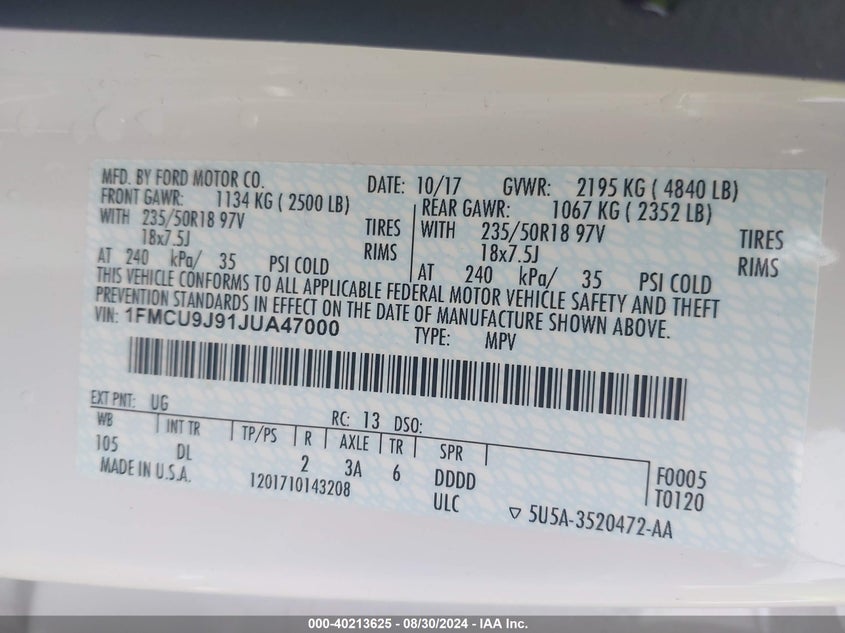 MFD. BY FORD MOTOR CO. DATE: 10/17 GVWR: 2195 KG ( 4840 LB)
FRONT GAWR: 1134 KG ( 2500 LB) REAR GAWR: 1067 KG ( 2352 LB)
WITH 235/50R18 97V TIRES WITH 235/50R18 97V TIRES
18x7.5J RIMS 18x7.5J RIMS
AT 240 kPa/ 35 PSI COLD AT 240 kPa/ 35 PSI COLD
THIS VEHICLE CONFORMS TO ALL APPLICABLE FEDERAL MOTOR VEHICLE SAFETY AND THEFT
PREVENTION STANDARDS IN EFFECT ON THE DATE OF MANUFACTURE SHOWN ABOVE.
VIN: 1FMCU9J91JUA47000 TYPE: MPV
EXT PNT: UG RC: 13 DSO:
WB INT TR TP/PS R AXLE TR SPR
105 DL 2 3A 6 DDDD F0005
MADE IN U.S.A. 1201710143208 ULC T0120
▽ 5U5A-3520472-AA
000-40213625 - 08/30/2024 - IAA Inc.